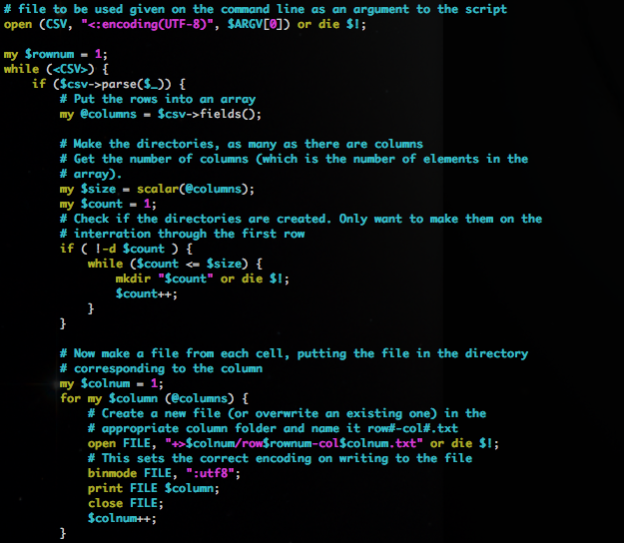 # file to be used given on the command line as an argument to the script
open (CSV, "<:encoding(UTF-8)", $ARGV[0]) or die $!;
my $rownum = 1;
while (<CSV>) {
if ($csv->parse($_)) {
# Put the rows into an array
my @columns = $csv->fields();
# Make the directories, as many as there are columns
# Get the number of columns (which is the number of elements in the
# array).
my $size = scalar(@columns);
my $count = 1;
# Check if the directories are created. Only want to make them on the
# interration through the first row
if ( !-d $count ) {
while ($count <= $size) {
mkdir "$count" or die $!;
$count++;
}
}
# Now make a file from each cell, putting the file in the directory
# corresponding to the column
my $colnum = 1;
for my $column (@columns) {
# Create a new file (or overwrite an existing one) in the
# appropriate column folder and name it row#-col#.txt
open FILE, "+>$colnum/row$rownum-col$colnum.txt" or die $!;
# This sets the correct encoding on writing to the file
binmode FILE, ":utf8";
print FILE $column;
close FILE;
$colnum++;
}